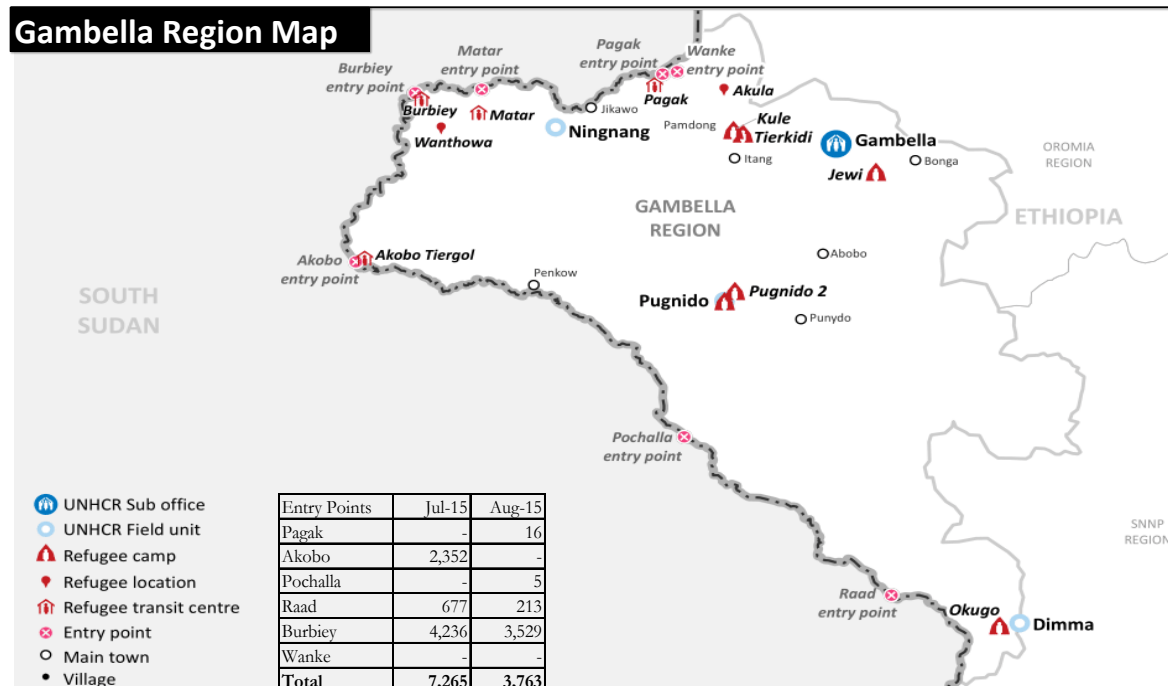 Gambella Region Map
Matar
entry point
Pagak
entry point
Wanke
entry point
Burbiey
entry point
Burbiey
Matar
Wanthowa
Jikawo
Ningnang
Pagak
Akula
Pamdong
Kule
Tierkidi
Itang
Gambella
Bonga
Jewi
OROMIA
REGION
GAMBELLA
REGION
ETHIOPIA
Akobo
entry point
Akobo Tiergol
Abobo
Penkow
SOUTH
SUDAN
Pugnido
Pugnido 2
Punydo
Pochalla
entry point
SNNP
REGION
Raad
entry point
Okugo
Dimma
UNHCR Sub office
UNHCR Field unit
Refugee camp
Refugee location
Refugee transit centre
Entry point
Main town
Village
Entry Points Jul-15 Aug-15
Pagak - 16
Akobo 2,352 -
Pochalla - 5
Raad 677 213
Burbiey 4,236 3,529
Wanke - -
Total 7,265 3,763